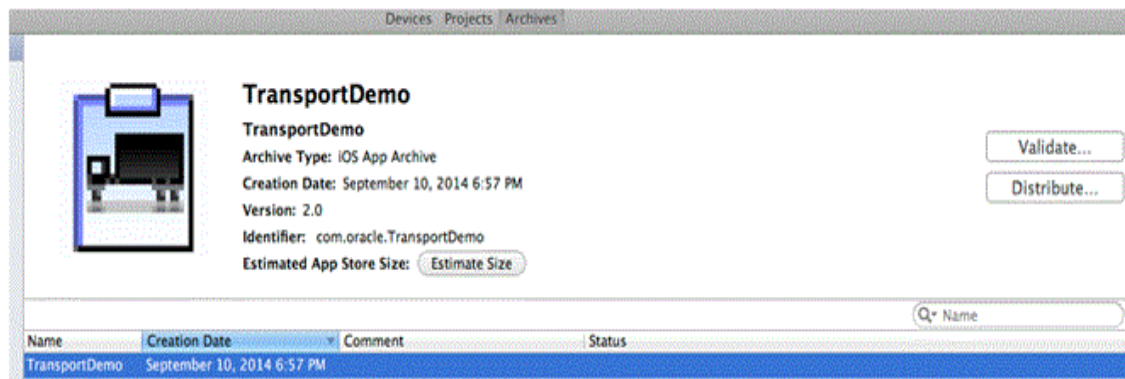 Devices Projects Archives
TransportDemo
TransportDemo
Archive Type: iOS App Archive
Creation Date: September 10, 2014 6:57 PM
Version: 2.0
Identifier: com.oracle.TransportDemo
Estimated App Store Size: Estimate Size
Validate...
Distribute...
Name
Name Creation Date Comment Status
TransportDemo September 10, 2014 6:57 PM